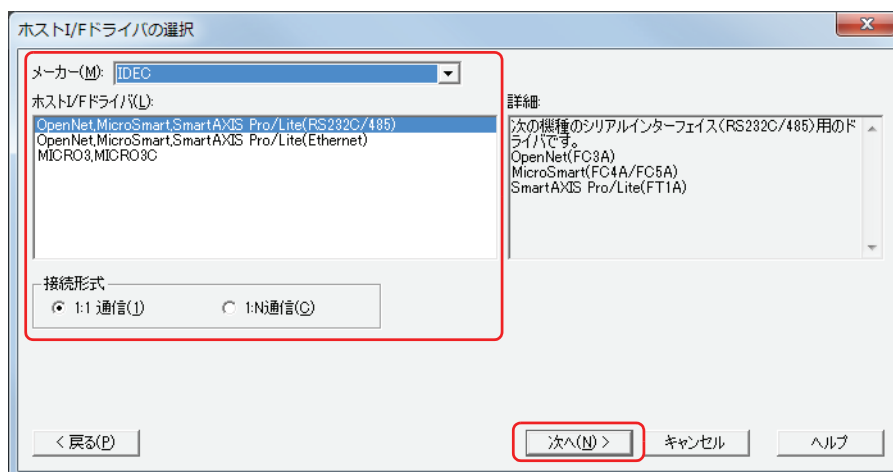 ホストI/Fドライバの選択
メーカー(M): IDEC
ホストI/Fドライバ(L):
OpenNet,MicroSmart,SmartAXIS Pro/Lite(RS232C/485)
OpenNet,MicroSmart,SmartAXIS Pro/Lite(Ethernet)
MICRO3,MICRO3C
詳細:
次の機種のシリアルインターフェイス(RS232C/485)用のド
ライバです。
OpenNet(FC3A)
MicroSmart(FC4A/FC5A)
SmartAXIS Pro/Lite(FT1A)
接続形式
1:1 通信(1)
1:N通信(C)
< 戻る(P)
次へ(N) >
キャンセル
ヘルプ